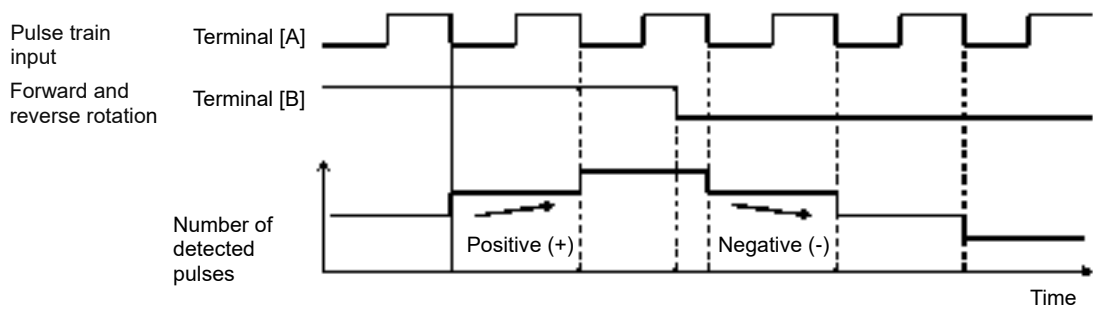 Pulse train
input
Terminal [A]
Forward and
reverse rotation
Terminal [B]
Number of
detected
pulses
Positive (+)
Negative (-)
Time